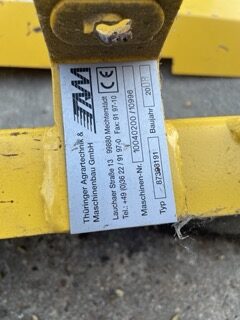 TAM
CE
Thüringer Agrartechnik &
Maschinenbau GmbH
Lauchaer Straße 13 99880 Mechterstädt
Tel.: +49 (0)36 22 / 91 97-0 Fax: 91 97-10
Maschinen-Nr. 10040200 /10996 Baujahr 20
Typ